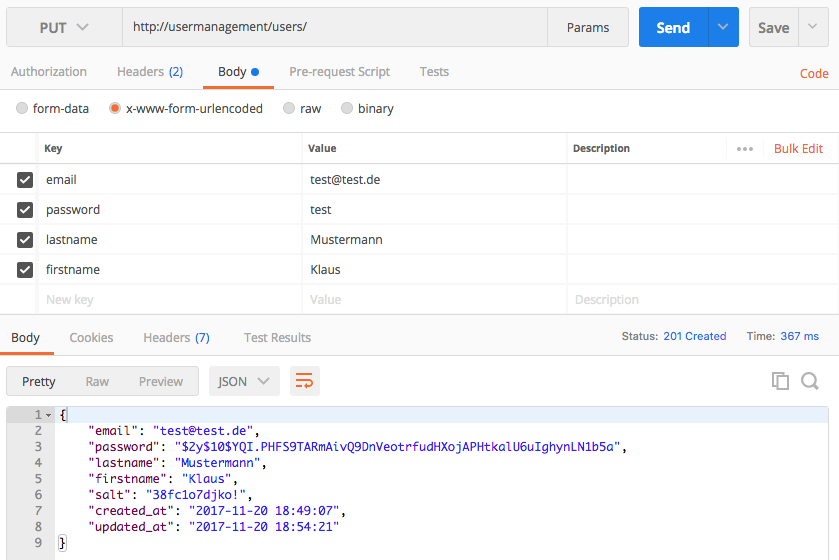 PUT http://usermanagement/users/ Params Send Save
Authorization Headers (2) Body Pre-request Script Tests Code
form-data x-www-form-urlencoded raw binary
Key Value Description ••• Bulk Edit
email test@test.de
password test
lastname Mustermann
firstname Klaus
New key Value Description
Body Cookies Headers (7) Test Results Status: 201 Created Time: 367 ms
Pretty Raw Preview JSON
1 {
2 "email": "test@test.de",
3 "password": "$2y$10$YQI.PHFS9TARmAivQ9DnVeotrfudHXojAPHtkalU6uIghynLN1b5a",
4 "lastname": "Mustermann",
5 "firstname": "Klaus",
6 "salt": "38fc1o7djko!",
7 "created_at": "2017-11-20 18:49:07",
8 "updated_at": "2017-11-20 18:54:21"
9 }